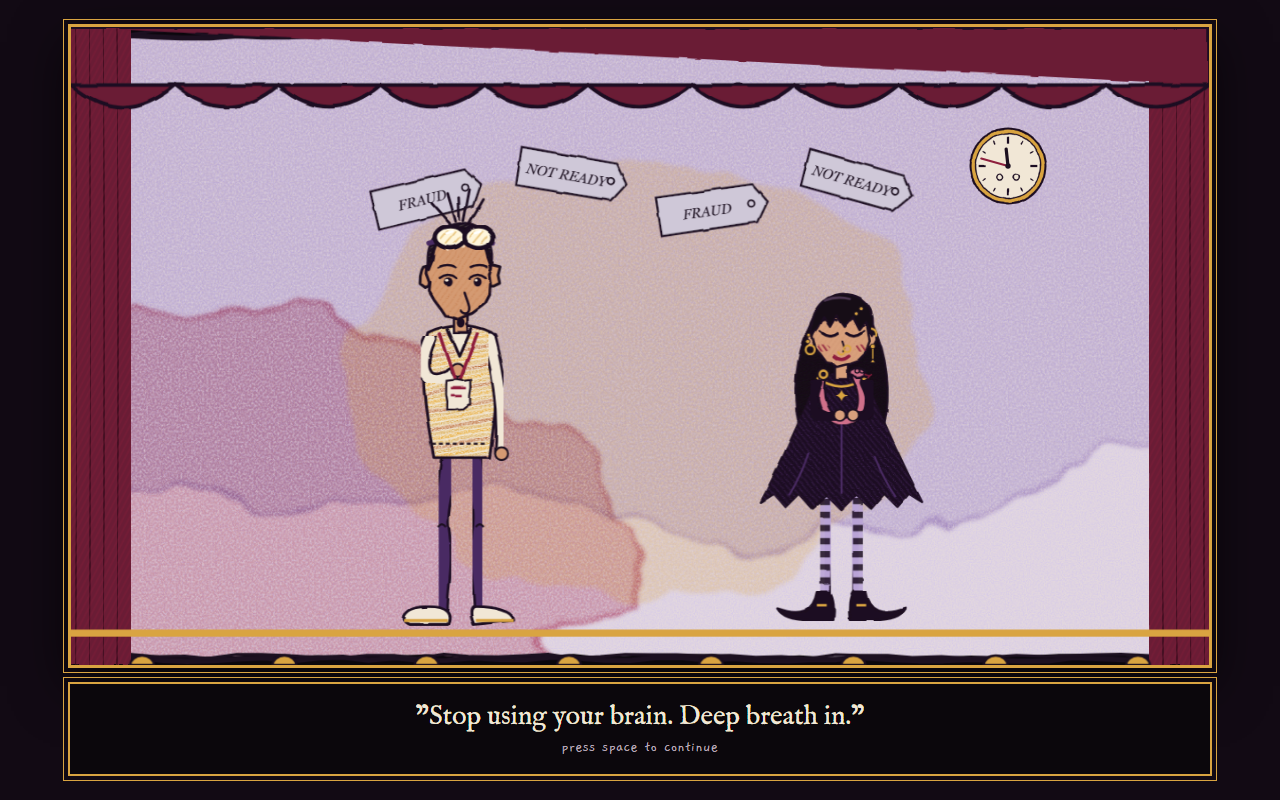 FRAUD
NOT READY
FRAUD
NOT READY
”Stop using your brain. Deep breath in.”
press space to continue